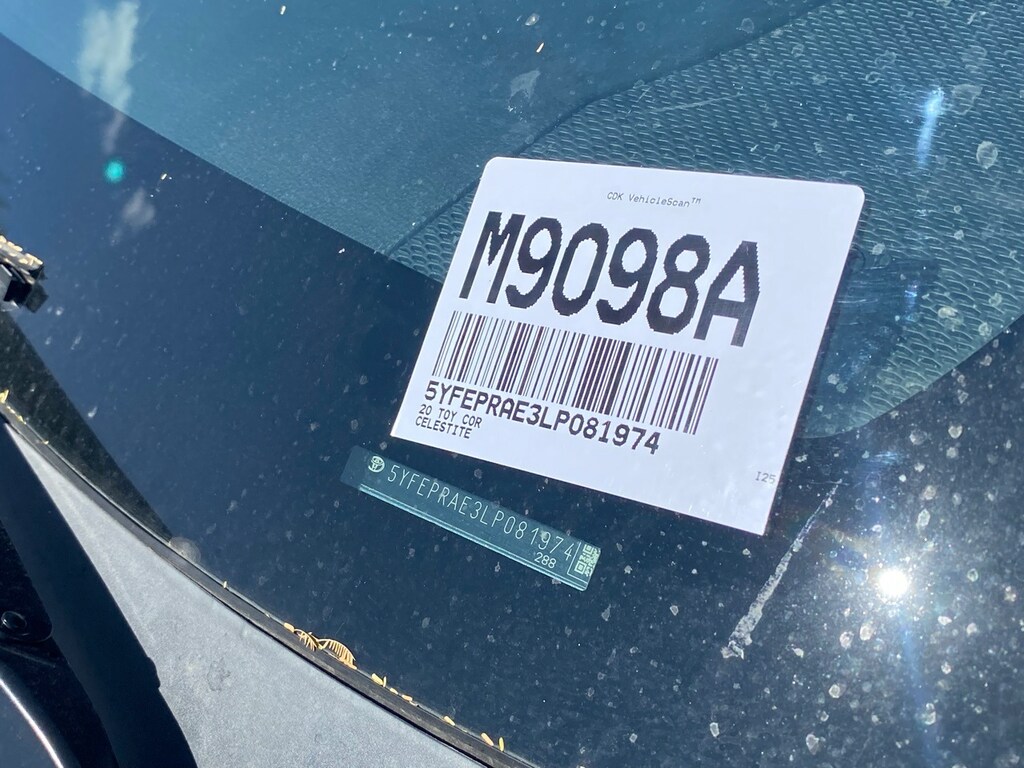 CDK VehicleScan™
M9098A
5YFEPRAE3LP081974
20 TOY COR
CELESTITE
I25
5YFEPRAE3LP081974
288